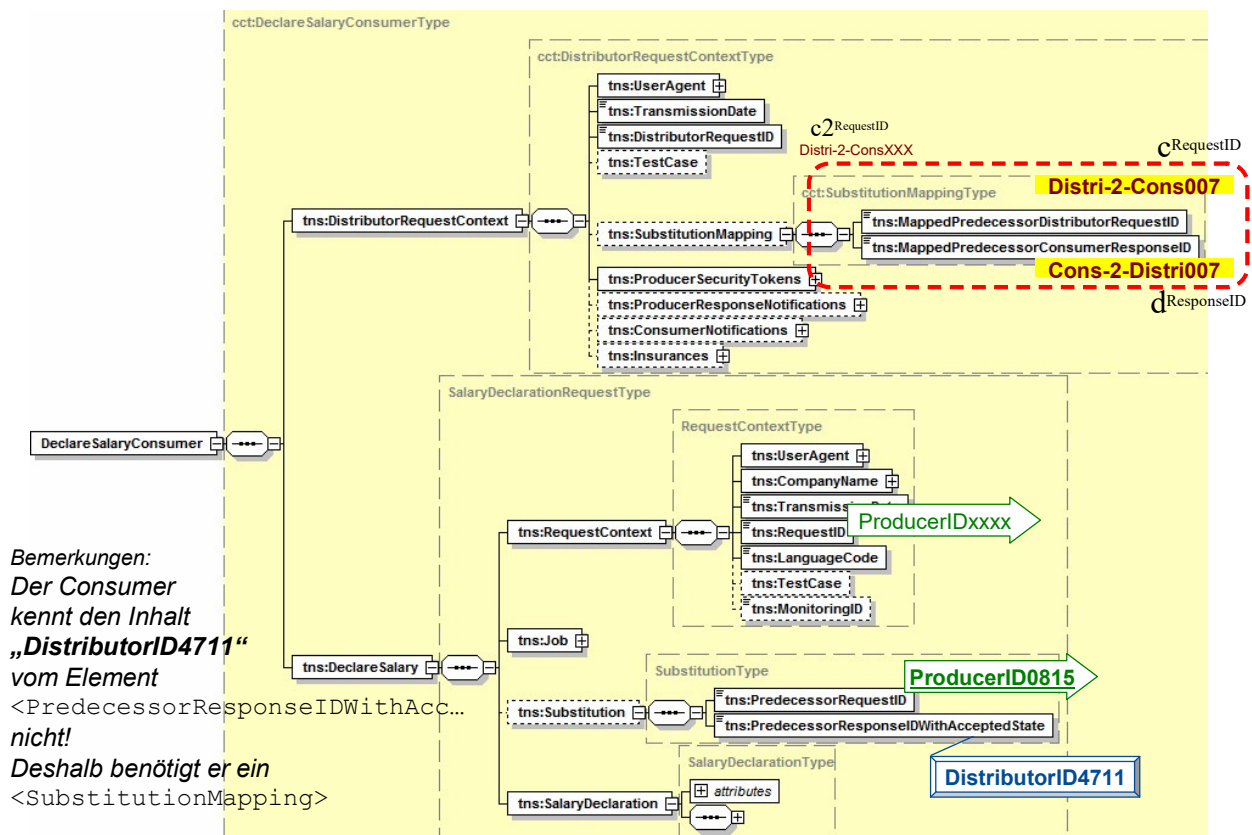 cct:DeclareSalaryConsumerType
cct:DistributorRequestContextType
tns:UserAgent
tns:TransmissionDate
tns:DistributorRequestID
tns:TestCase
c2RequestID
Distri-2-ConsXXX
cRequestID
cct:SubstitutionMappingType
Distri-2-Cons007
tns:DistributorRequestContext
tns:SubstitutionMapping
tns:MappedPredecessorDistributorRequestID
tns:MappedPredecessorConsumerResponseID
Cons-2-Distri007
dResponseID
tns:ProducerSecurityTokens
tns:ProducerResponseNotifications
tns:ConsumerNotifications
tns:Insurances
SalaryDeclarationRequestType
RequestContextType
DeclareSalaryConsumer
tns:UserAgent
tns:CompanyName
tns:Transmission
ProducerIDxxxx
tns:RequestContext
tns:RequestID
tns:LanguageCode
tns:TestCase
tns:MonitoringID
Bemerkungen:
Der Consumer
kennt den Inhalt
„DistributorID4711“
vom Element
<PredecessorResponseIDWithAcc…
nicht!
Deshalb benötigt er ein
<SubstitutionMapping>
tns:Job
tns:DeclareSalary
SubstitutionType
ProducerID0815
tns:Substitution
tns:PredecessorRequestID
tns:PredecessorResponseIDWithAcceptedState
DistributorID4711
SalaryDeclarationType
attributes
tns:SalaryDeclaration